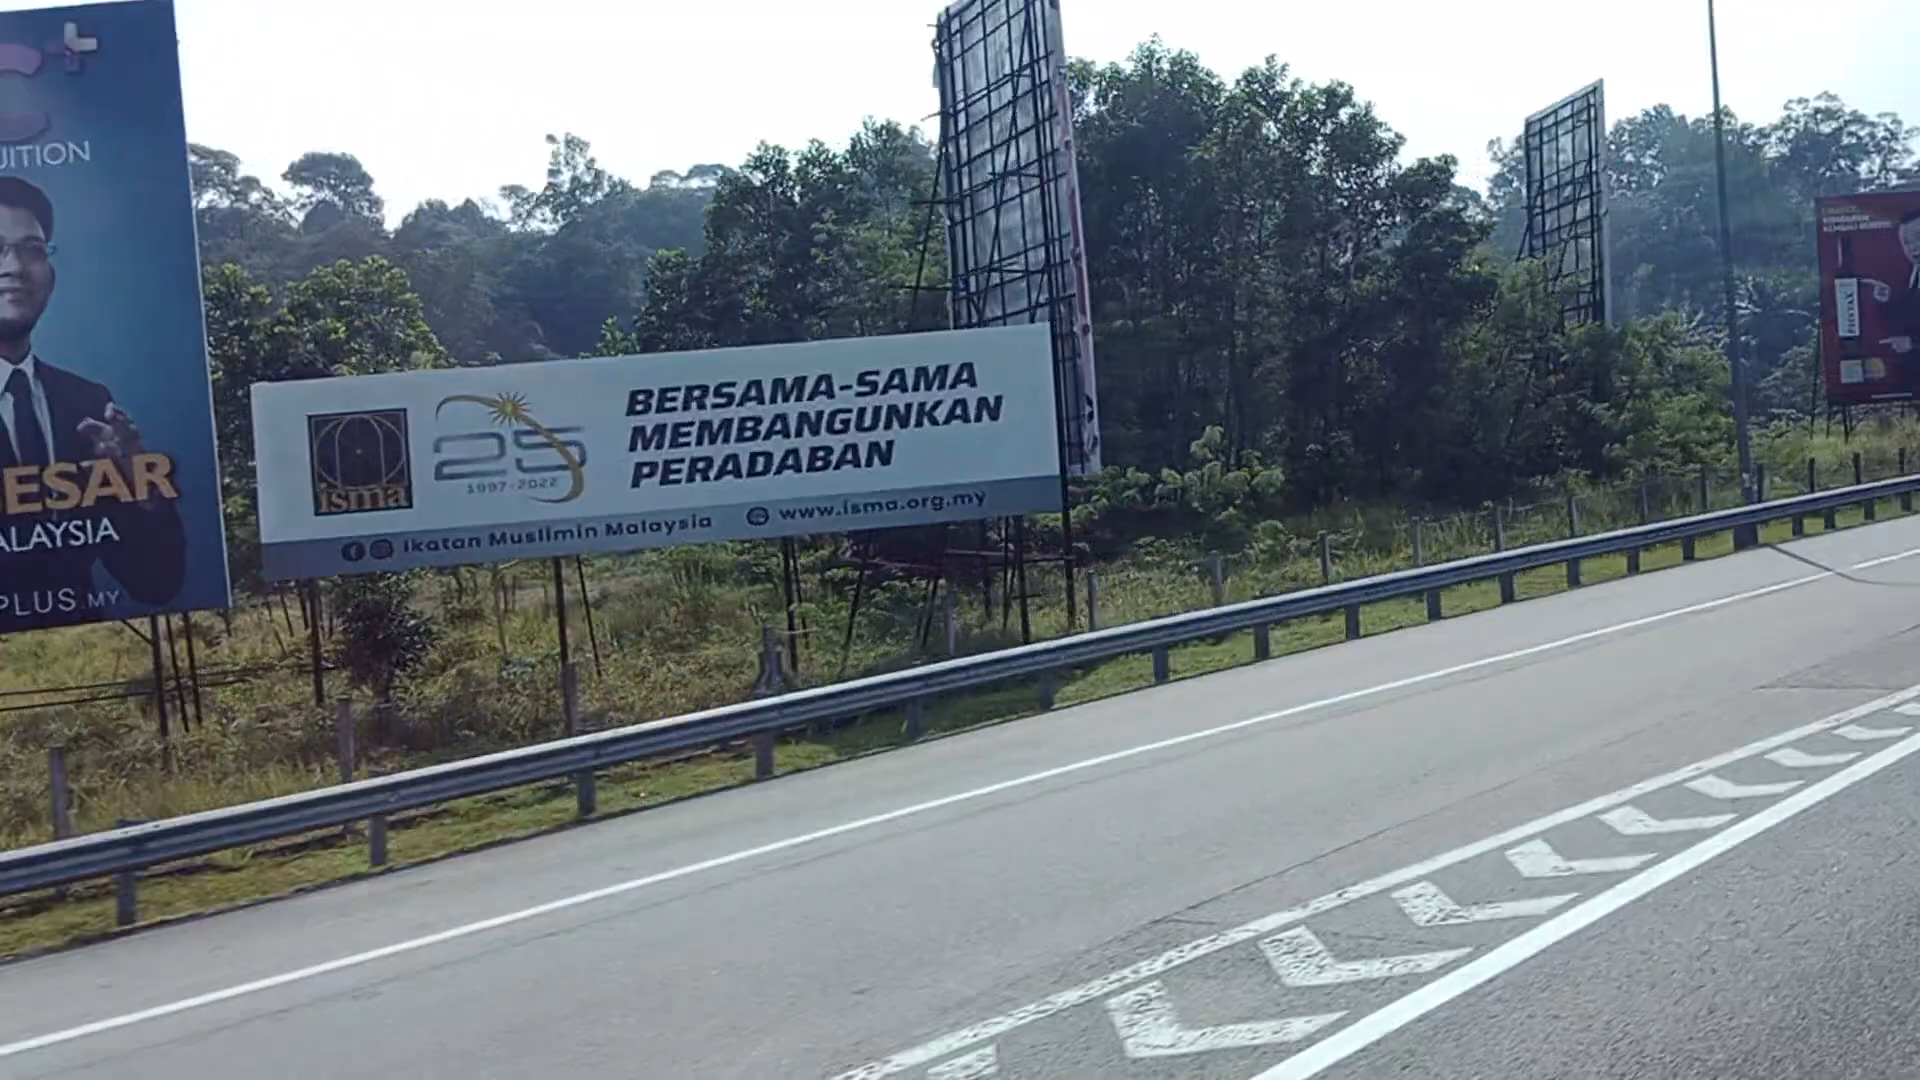 UITION
ESAR
ALAYSIA
PLUS.MY
isma
25
1997-2022
BERSAMA-SAMA
MEMBANGUNKAN
PERADABAN
Ikatan Muslimin Malaysia
www.isma.org.my